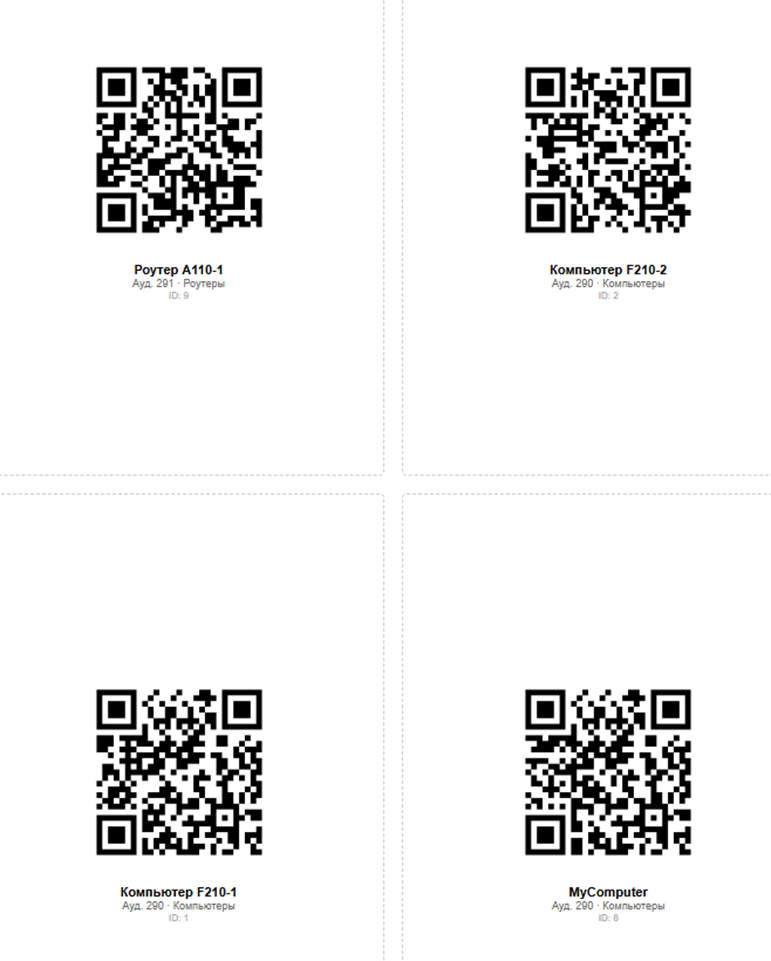 Роутер A110-1
Ауд. 291 · Роутеры
ID: 9
Компьютер F210-2
Ауд. 290 · Компьютеры
ID: 2
Компьютер F210-1
Ауд. 290 · Компьютеры
ID: 1
MyComputer
Ауд. 290 · Компьютеры
ID: 8